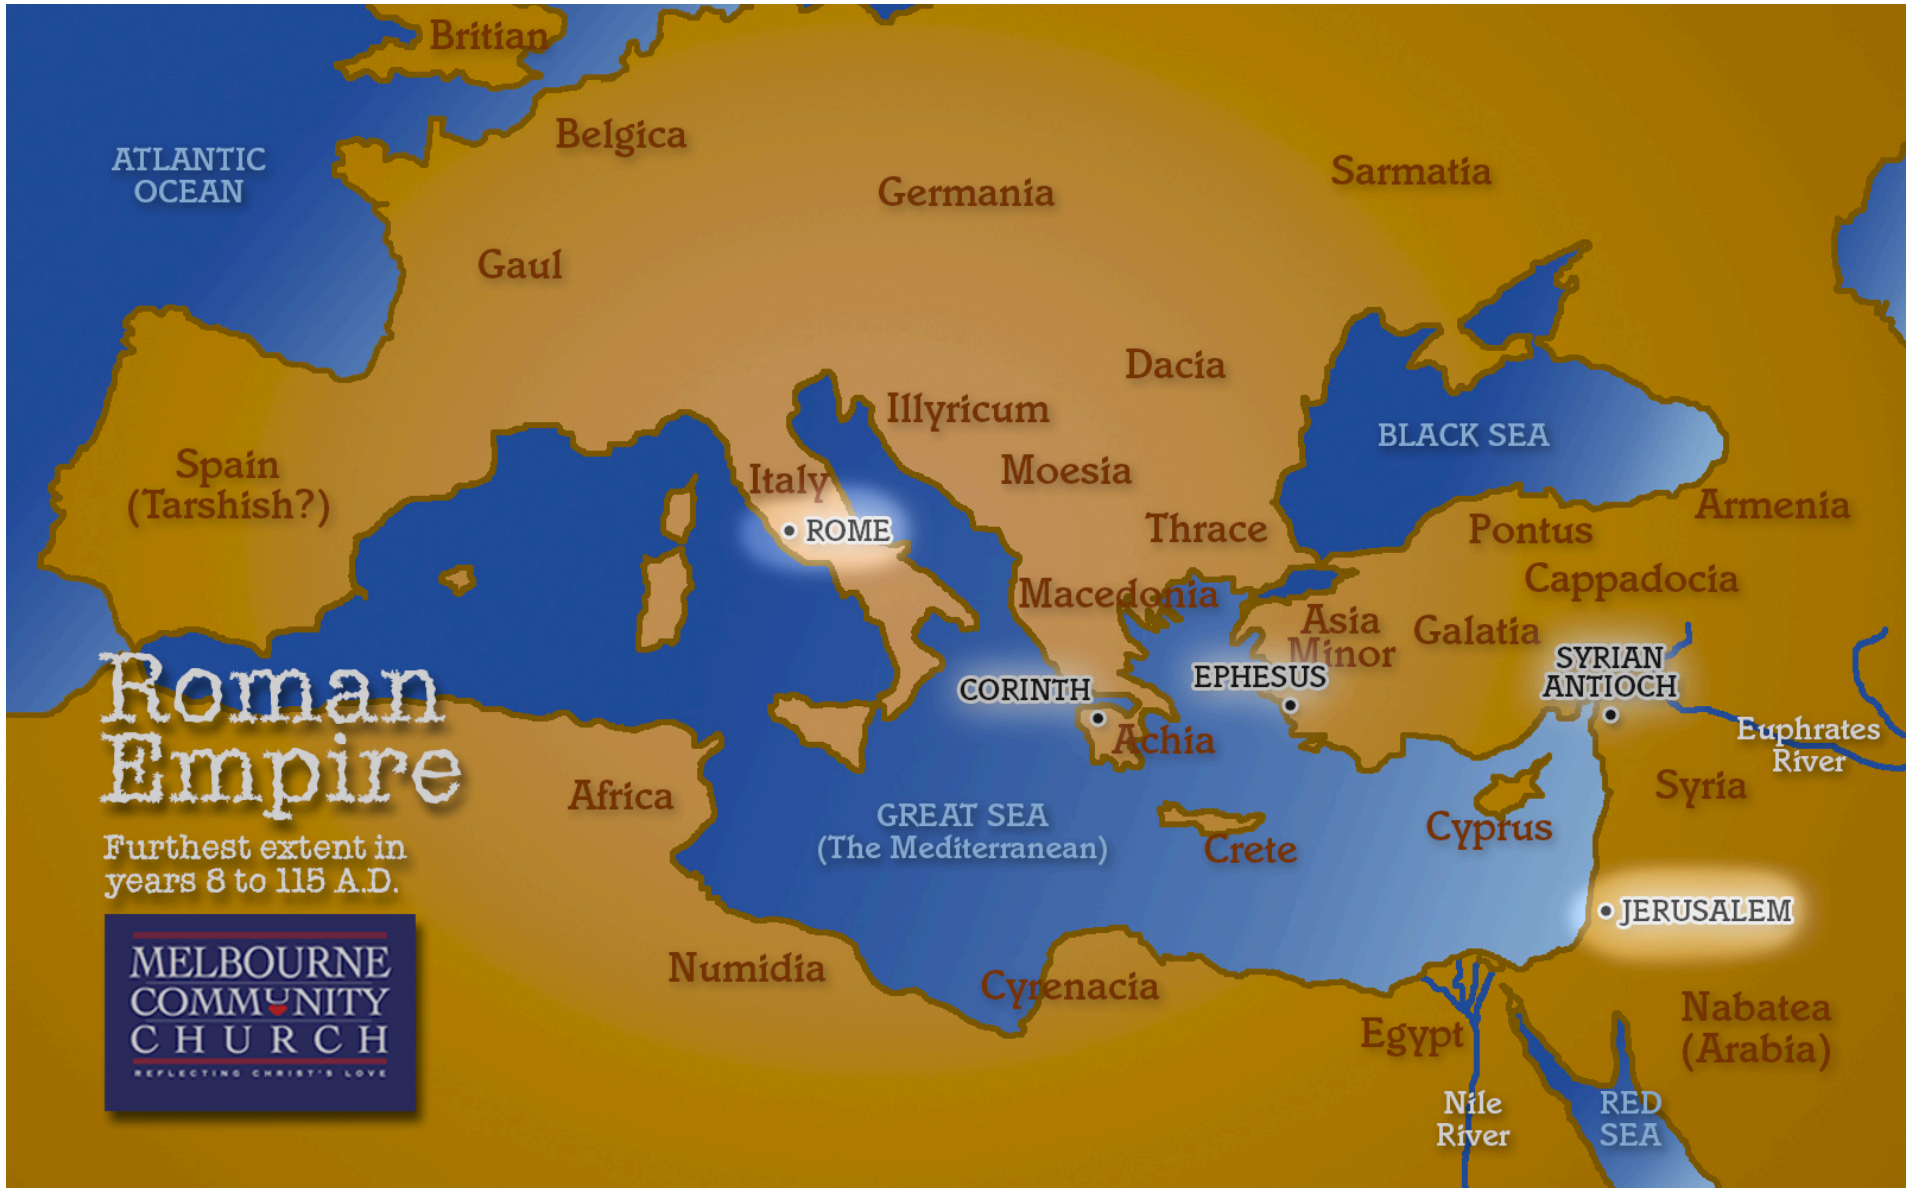 Britian
Belgica
ATLANTIC
OCEAN
Germania
Sarmatia
Gaul
Dacia
Illyricum
BLACK SEA
Spain
(Tarshish?)
Italy
Moesia
Armenia
ROME
Thrace
Pontus
Cappadocia
Macedonia
Asia
Minor
Galatia
SYRIAN
ANTIOCH
CORINTH
EPHESUS
Achia
Euphrates
River
Syria
Roman
Empire
Furthest extent in
years 8 to 115 A.D.
Africa
GREAT SEA
(The Mediterranean)
Crete
Cyprus
JERUSALEM
MELBOURNE
COMMUNITY
CHURCH
REFLECTING CHRIST'S LOVE
Numidia
Cyrenacia
Egypt
Nabatea
(Arabia)
Nile
River
RED
SEA